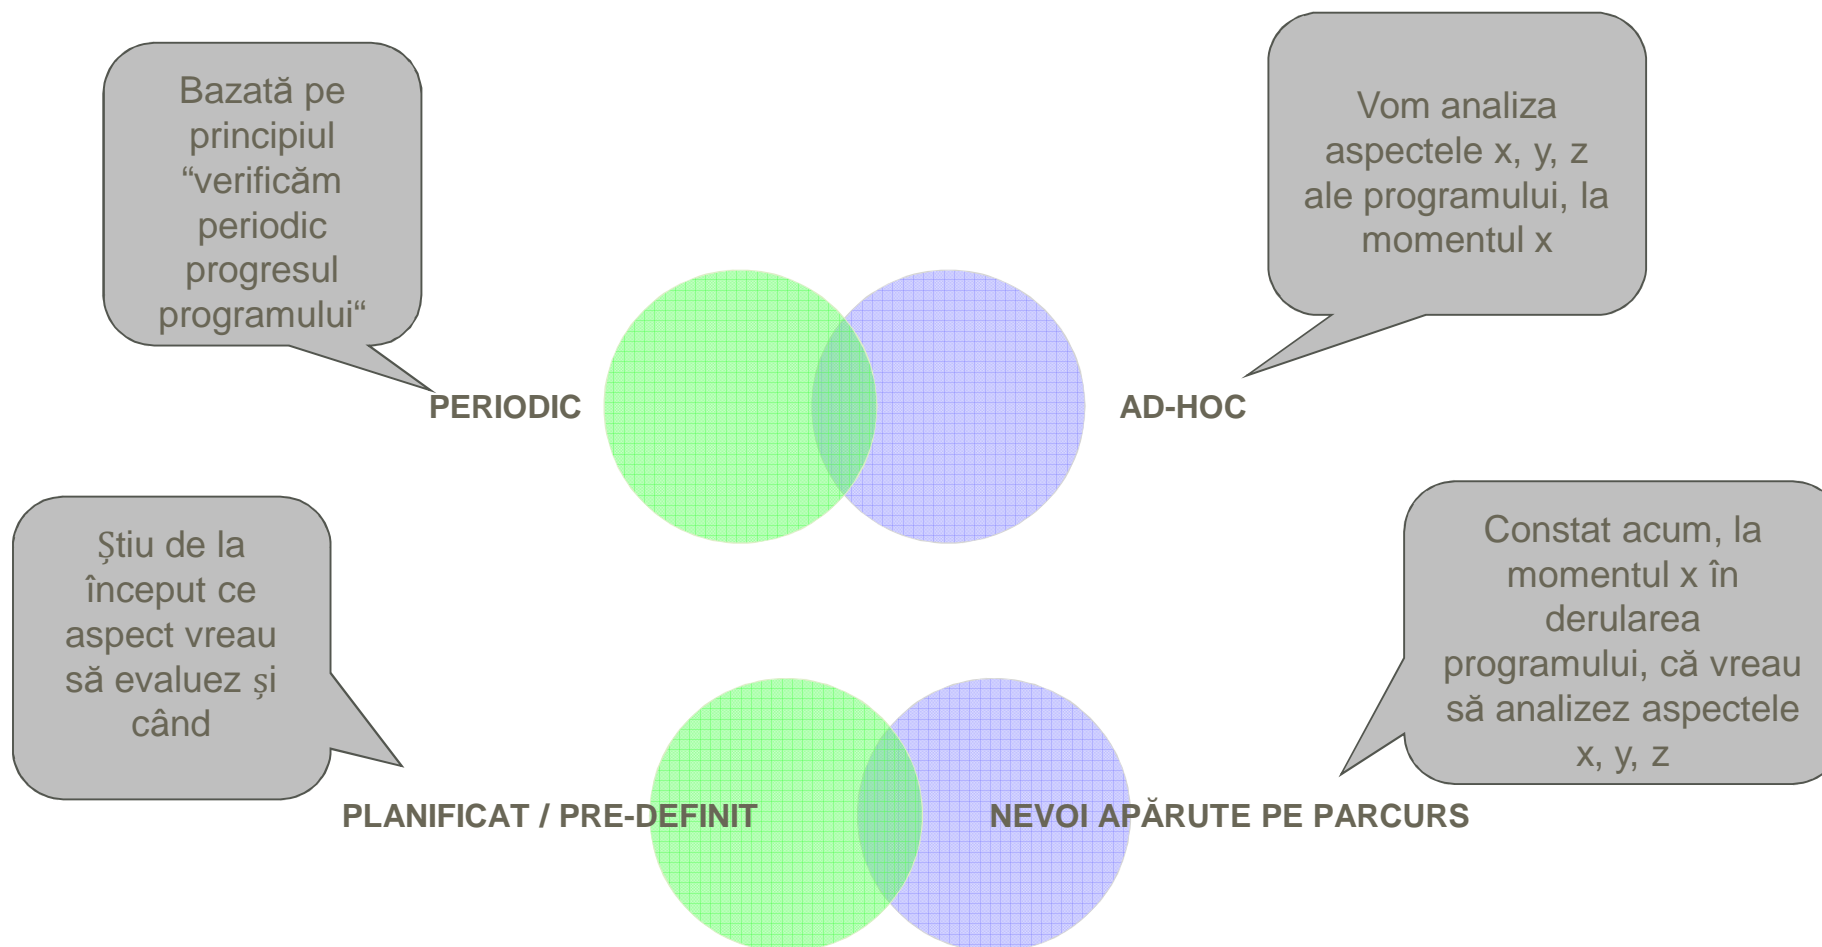 Bazată pe
principiul
“verificăm
periodic
progresul
programului“
Vom analiza
aspectele x, y, z
ale programului, la
momentul x
PERIODIC
AD-HOC
Știu de la
început ce
aspect vreau
să evaluez și
când
Constat acum, la
momentul x în
derularea
programului, că vreau
să analizez aspectele
x, y, z
PLANIFICAT / PRE-DEFINIT
NEVOI APĂRUTE PE PARCURS